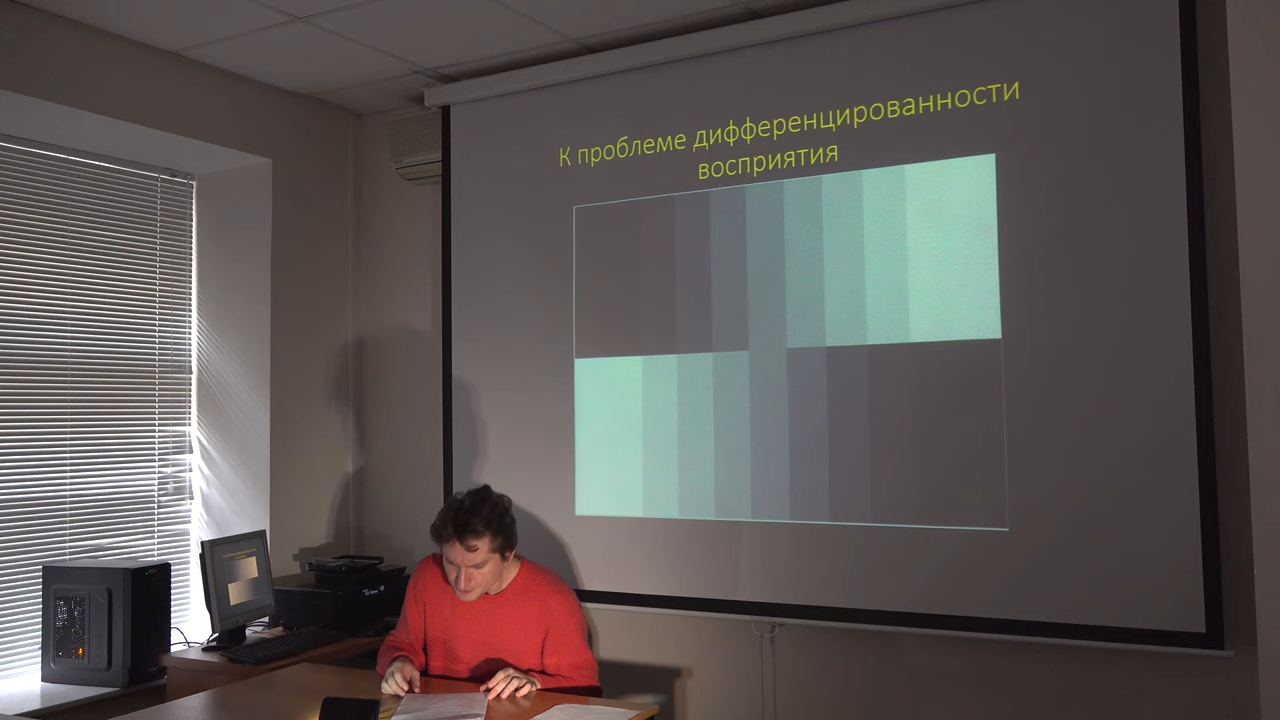 К проблеме дифференцированности
восприятия